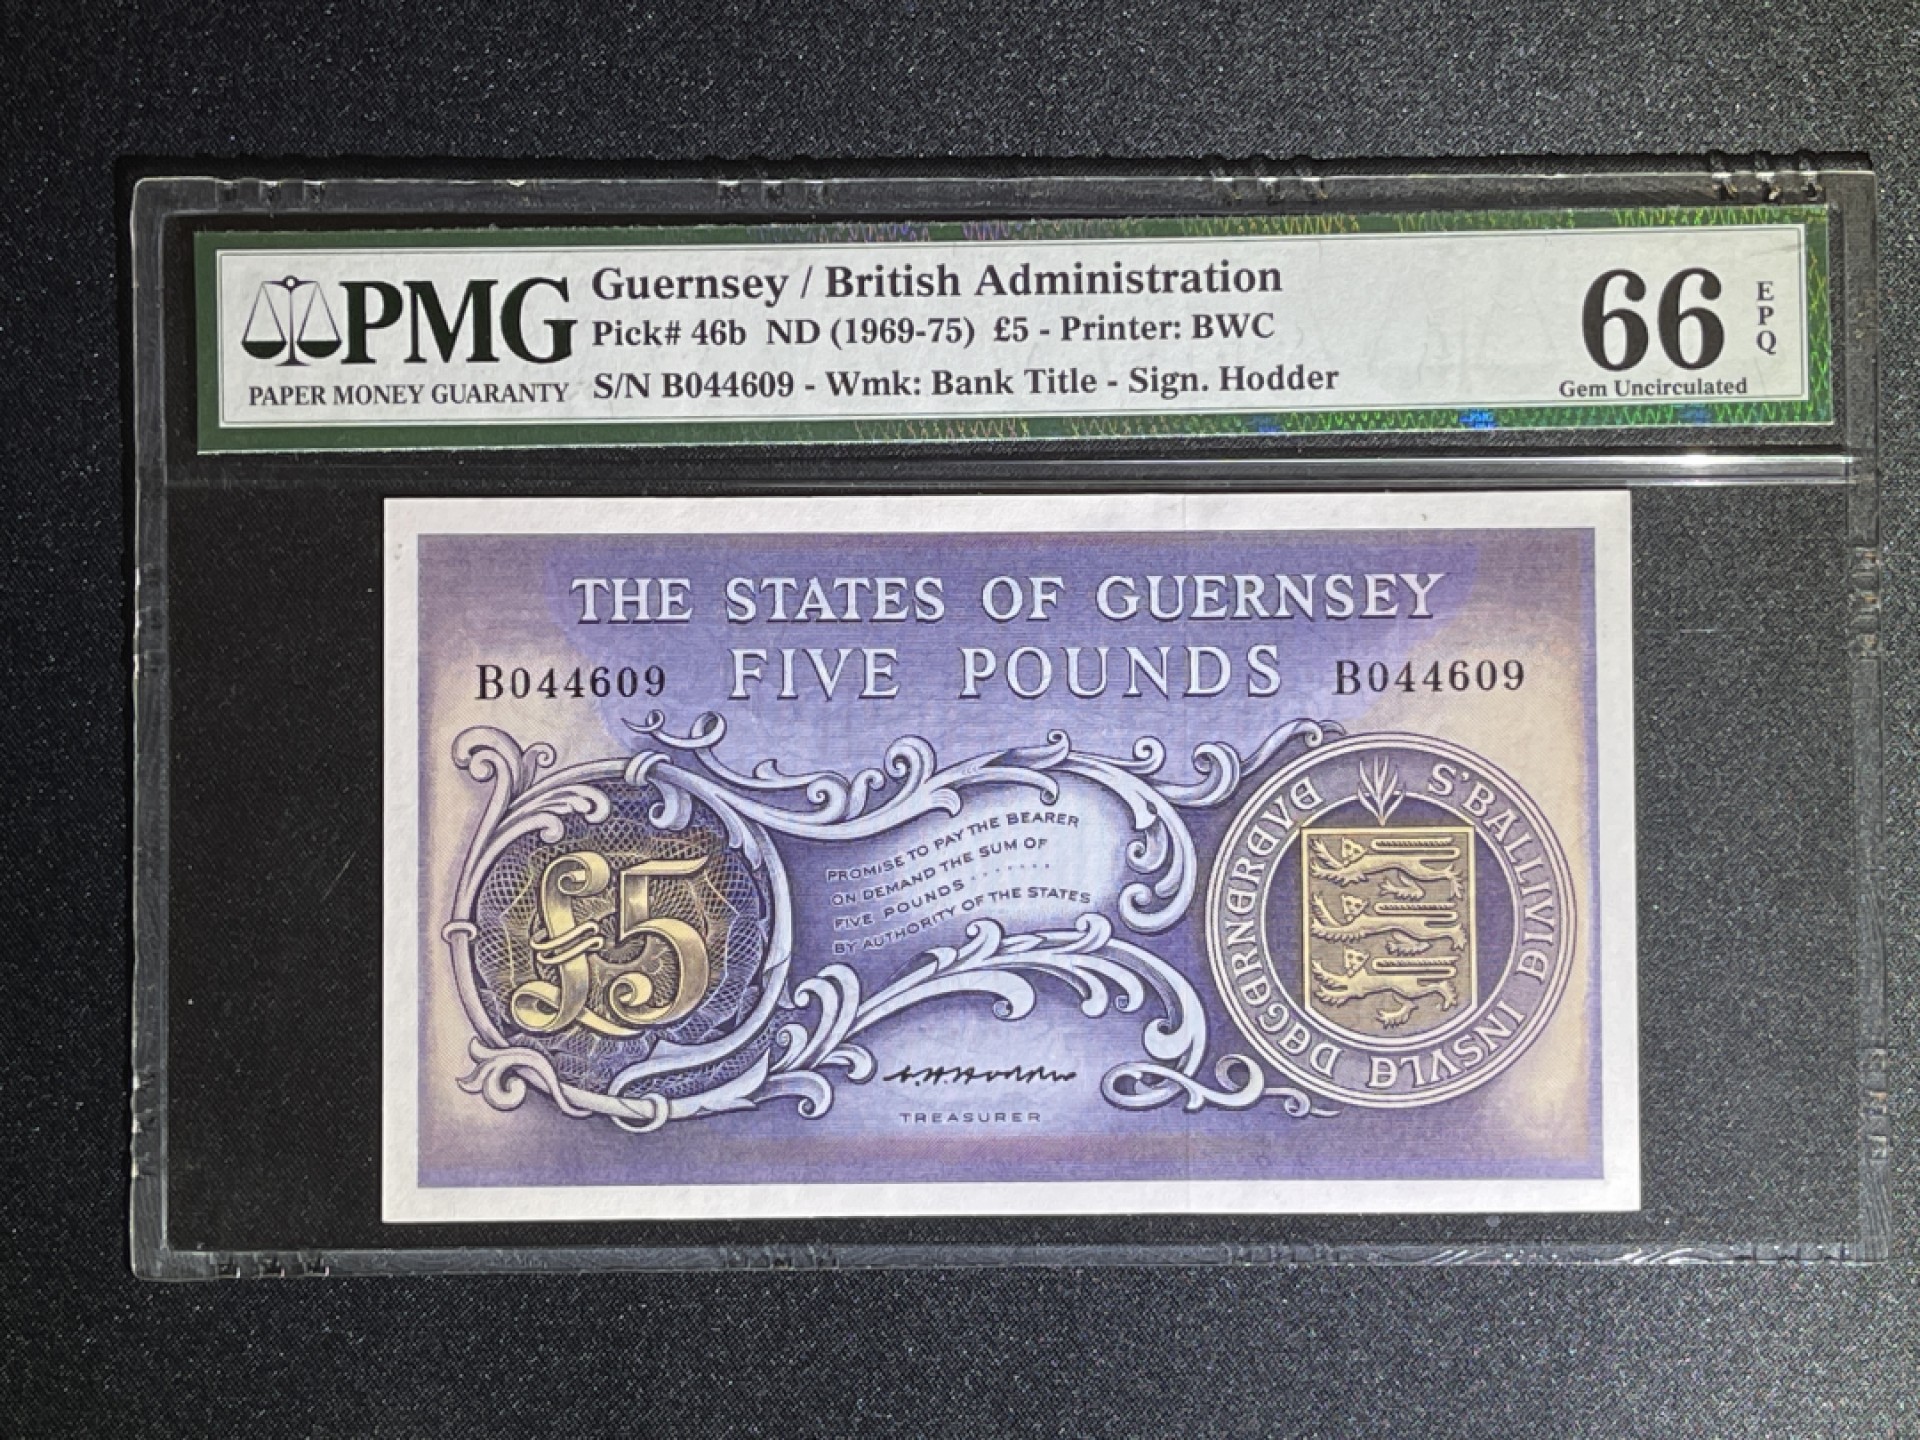 PMG
PAPER MONEY GUARANTY
Guernsey / British Administration
Pick# 46b ND (1969-75) £5 - Printer: BWC
S/N B044609 - Wmk: Bank Title - Sign. Hodder
66
EPQ
Gem Uncirculated
THE STATES OF GUERNSEY
FIVE POUNDS
B044609
B044609
PROMISE TO PAY THE BEARER
ON DEMAND THE SUM OF
FIVE POUNDS .......
BY AUTHORITY OF THE STATES
£5
S'BALLIVIE INSVLE DEGERNEREVE
TREASURER